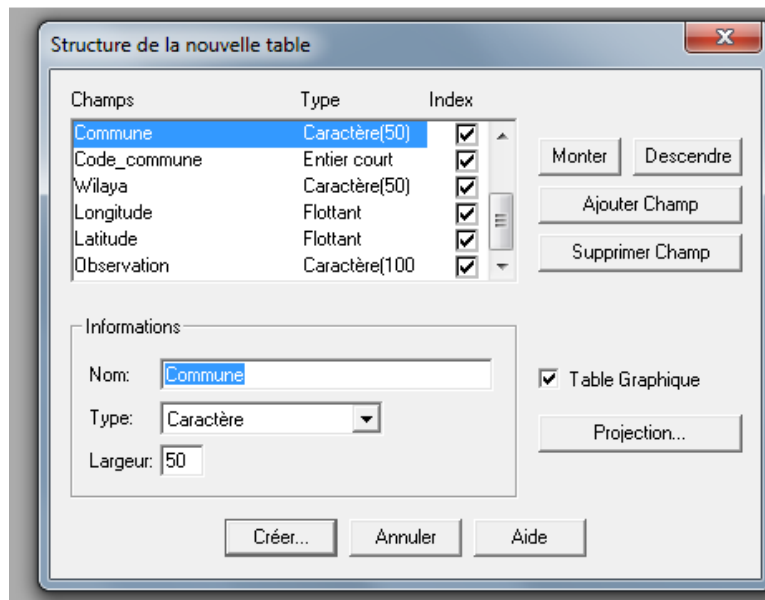 Structure de la nouvelle table
Champs Type Index
Commune Caractère(50)
Code_commune Entier court
Wilaya Caractère(50)
Longitude Flottant
Latitude Flottant
Observation Caractère(100
Monter Descendre
Ajouter Champ
Supprimer Champ
Informations
Nom: Commune
Type: Caractère
Largeur: 50
Table Graphique
Projection...
Créer... Annuler Aide